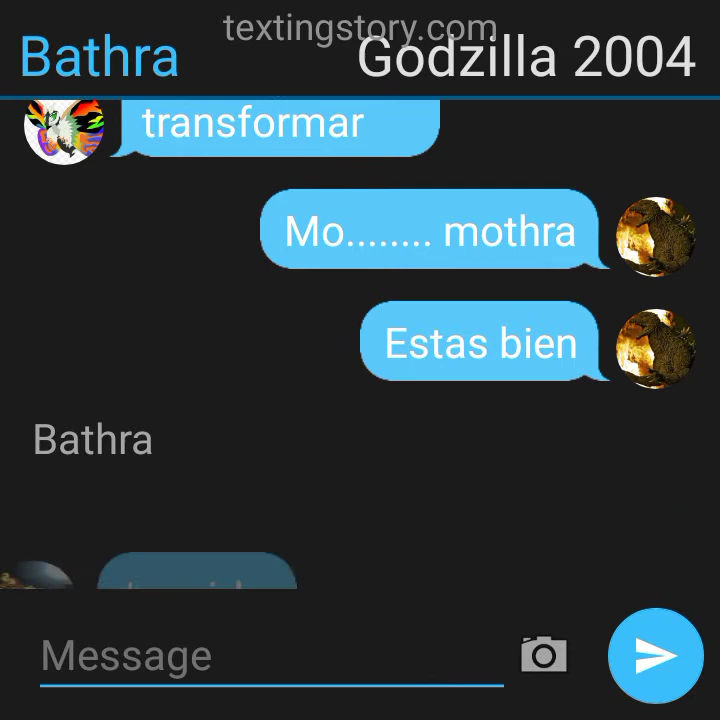 textingstory.com
Bathra
Godzilla 2004
transformar
Mo........ mothra
Estas bien
Bathra
Message